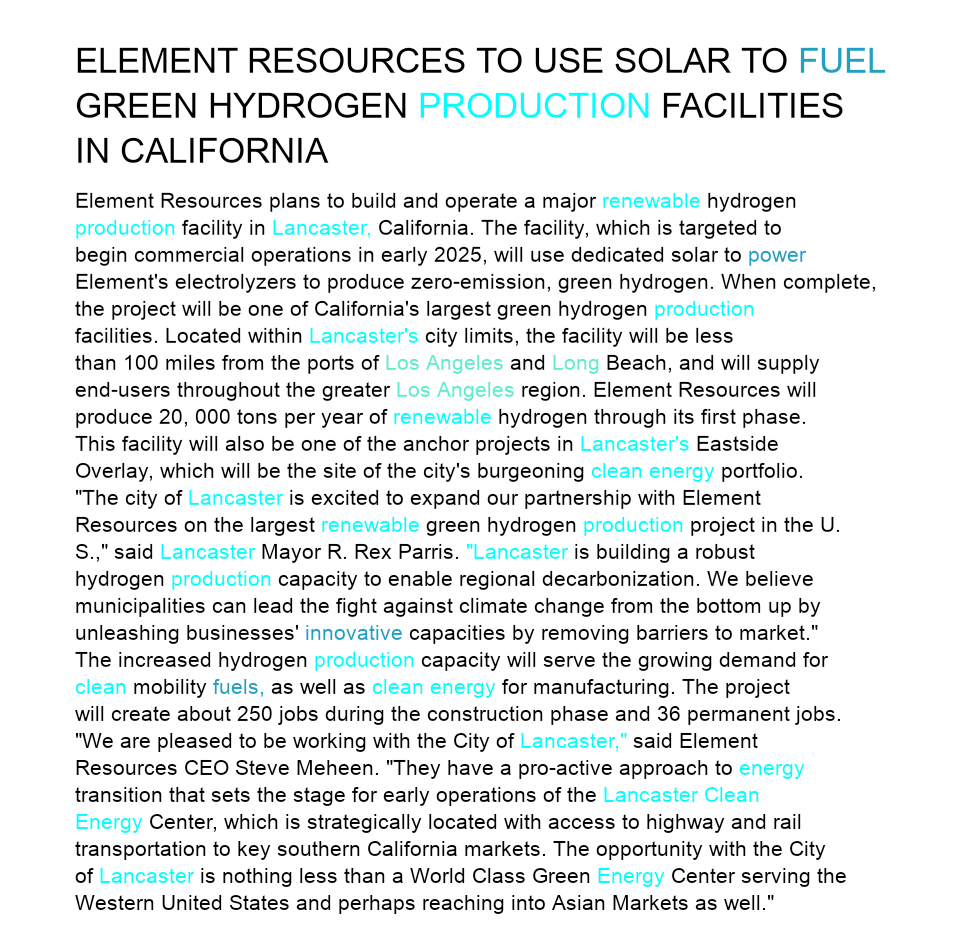 ELEMENT RESOURCES TO USE SOLAR TO FUEL
GREEN HYDROGEN PRODUCTION FACILITIES
IN CALIFORNIA
Element Resources plans to build and operate a major renewable hydrogen
production facility in Lancaster, California. The facility, which is targeted to
begin commercial operations in early 2025, will use dedicated solar to power
Element's electrolyzers to produce zero-emission, green hydrogen. When complete,
the project will be one of California's largest green hydrogen production
facilities. Located within Lancaster's city limits, the facility will be less
than 100 miles from the ports of Los Angeles and Long Beach, and will supply
end-users throughout the greater Los Angeles region. Element Resources will
produce 20, 000 tons per year of renewable hydrogen through its first phase.
This facility will also be one of the anchor projects in Lancaster's Eastside
Overlay, which will be the site of the city's burgeoning clean energy portfolio.
"The city of Lancaster is excited to expand our partnership with Element
Resources on the largest renewable green hydrogen production project in the U.
S.," said Lancaster Mayor R. Rex Parris. "Lancaster is building a robust
hydrogen production capacity to enable regional decarbonization. We believe
municipalities can lead the fight against climate change from the bottom up by
unleashing businesses' innovative capacities by removing barriers to market."
The increased hydrogen production capacity will serve the growing demand for
clean mobility fuels, as well as clean energy for manufacturing. The project
will create about 250 jobs during the construction phase and 36 permanent jobs.
"We are pleased to be working with the City of Lancaster," said Element
Resources CEO Steve Meheen. "They have a pro-active approach to energy
transition that sets the stage for early operations of the Lancaster Clean
Energy Center, which is strategically located with access to highway and rail
transportation to key southern California markets. The opportunity with the City
of Lancaster is nothing less than a World Class Green Energy Center serving the
Western United States and perhaps reaching into Asian Markets as well."